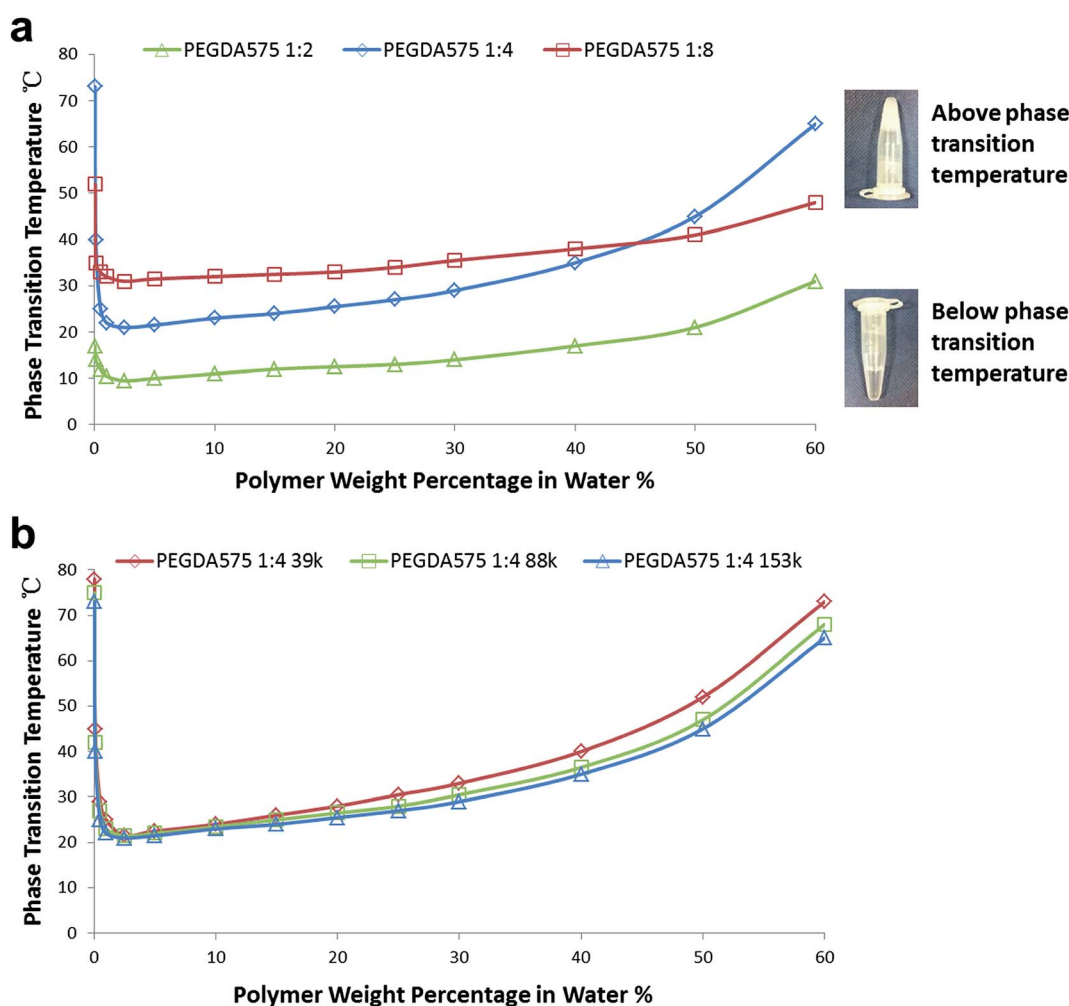 a
PEGDA575 1:2 PEGDA575 1:4 PEGDA575 1:8
80
70
60
50
40
30
20
10
0
Phase Transition Temperature ℃
0 10 20 30 40 50 60
Polymer Weight Percentage in Water %
Above phase
transition
temperature
Below phase
transition
temperature
b
PEGDA575 1:4 39k PEGDA575 1:4 88k PEGDA575 1:4 153k
80
70
60
50
40
30
20
10
0
Phase Transition Temperature ℃
0 10 20 30 40 50 60
Polymer Weight Percentage in Water %